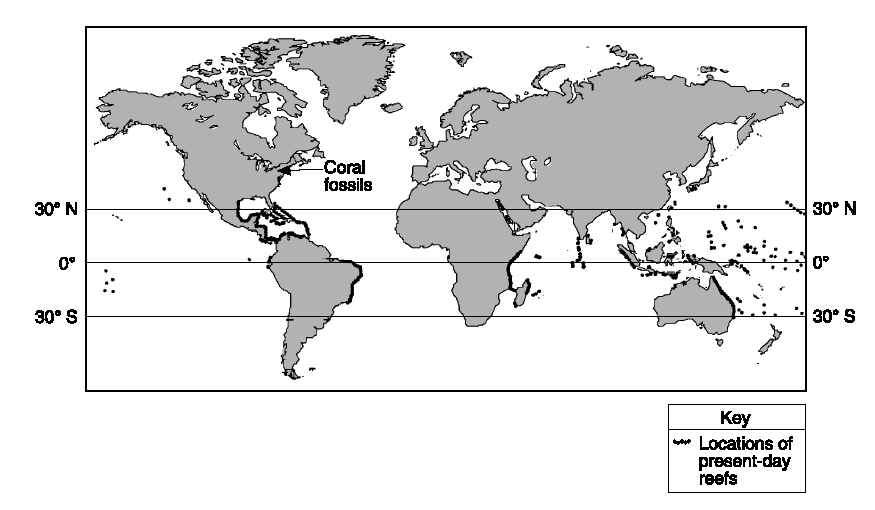 Coral
fossils
30° N
30° N
0°
0°
30° S
30° S
Key
Locations of
present-day
reefs